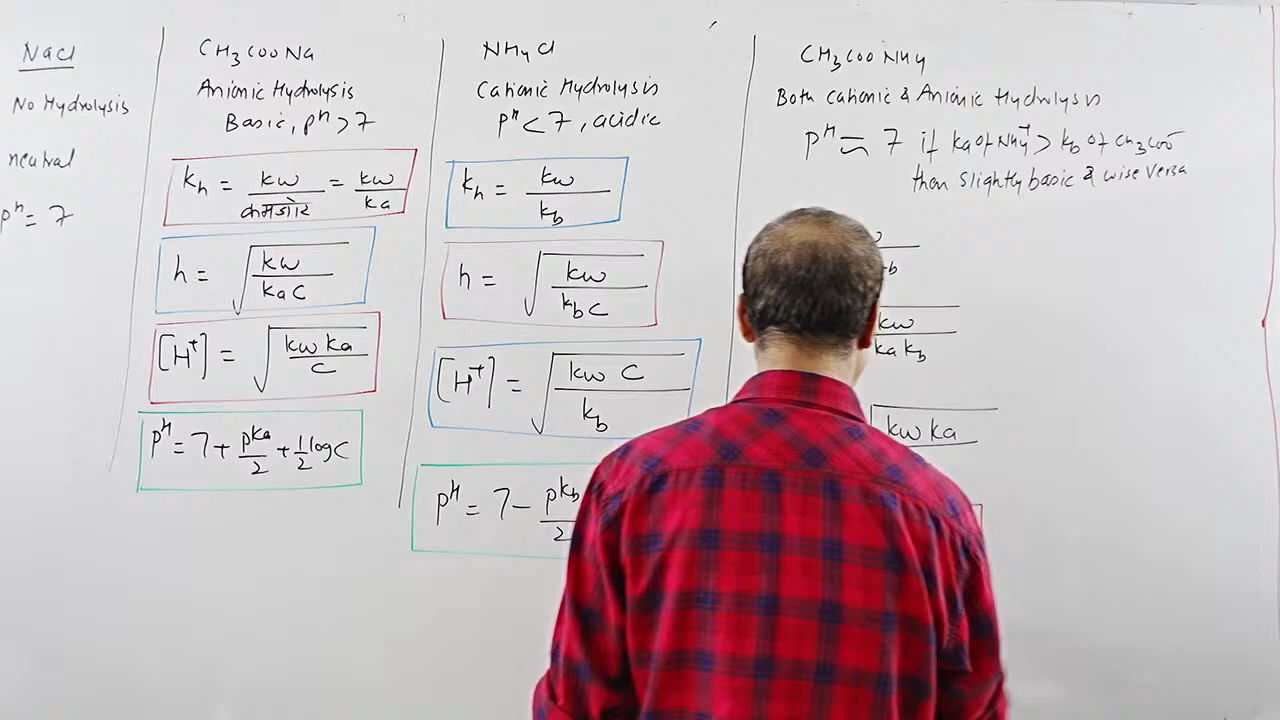 NaCl
No Hydrolysis
neutral
pH = 7
CH3COONa
Anionic Hydrolysis
Basic, pH > 7
kh = kw/कमजोर = kw/ka
h = √(kw/ka c)
[H+] = √(kw ka/c)
pH = 7 + pka/2 + 1/2 log C
NH4Cl
Cationic Hydrolysis
pH < 7, acidic
kh = kw/kb
h = √(kw/kb c)
[H+] = √(kw C/kb)
pH = 7 - pkb/2
CH3COONH4
Both Cationic & Anionic Hydrolysis
pH ≈ 7 if ka of NH4+ > kb of CH3COO-
then slightly basic & wise versa
kw
ka kb
kw ka